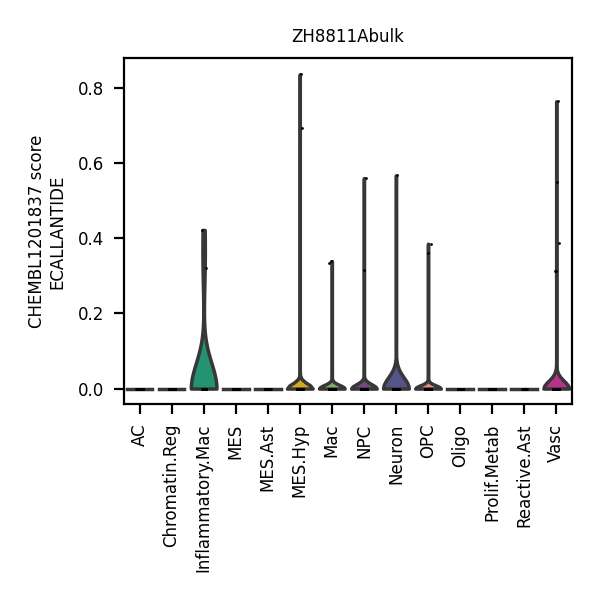 ZH8811Abulk
CHEMBL1201837 score
ECALLANTIDE
0.8
0.6
0.4
0.2
0.0
AC
Chromatin.Reg
Inflammatory.Mac
MES
MES.Ast
MES.Hyp
Mac
NPC
Neuron
OPC
Oligo
Prolif.Metab
Reactive.Ast
Vasc